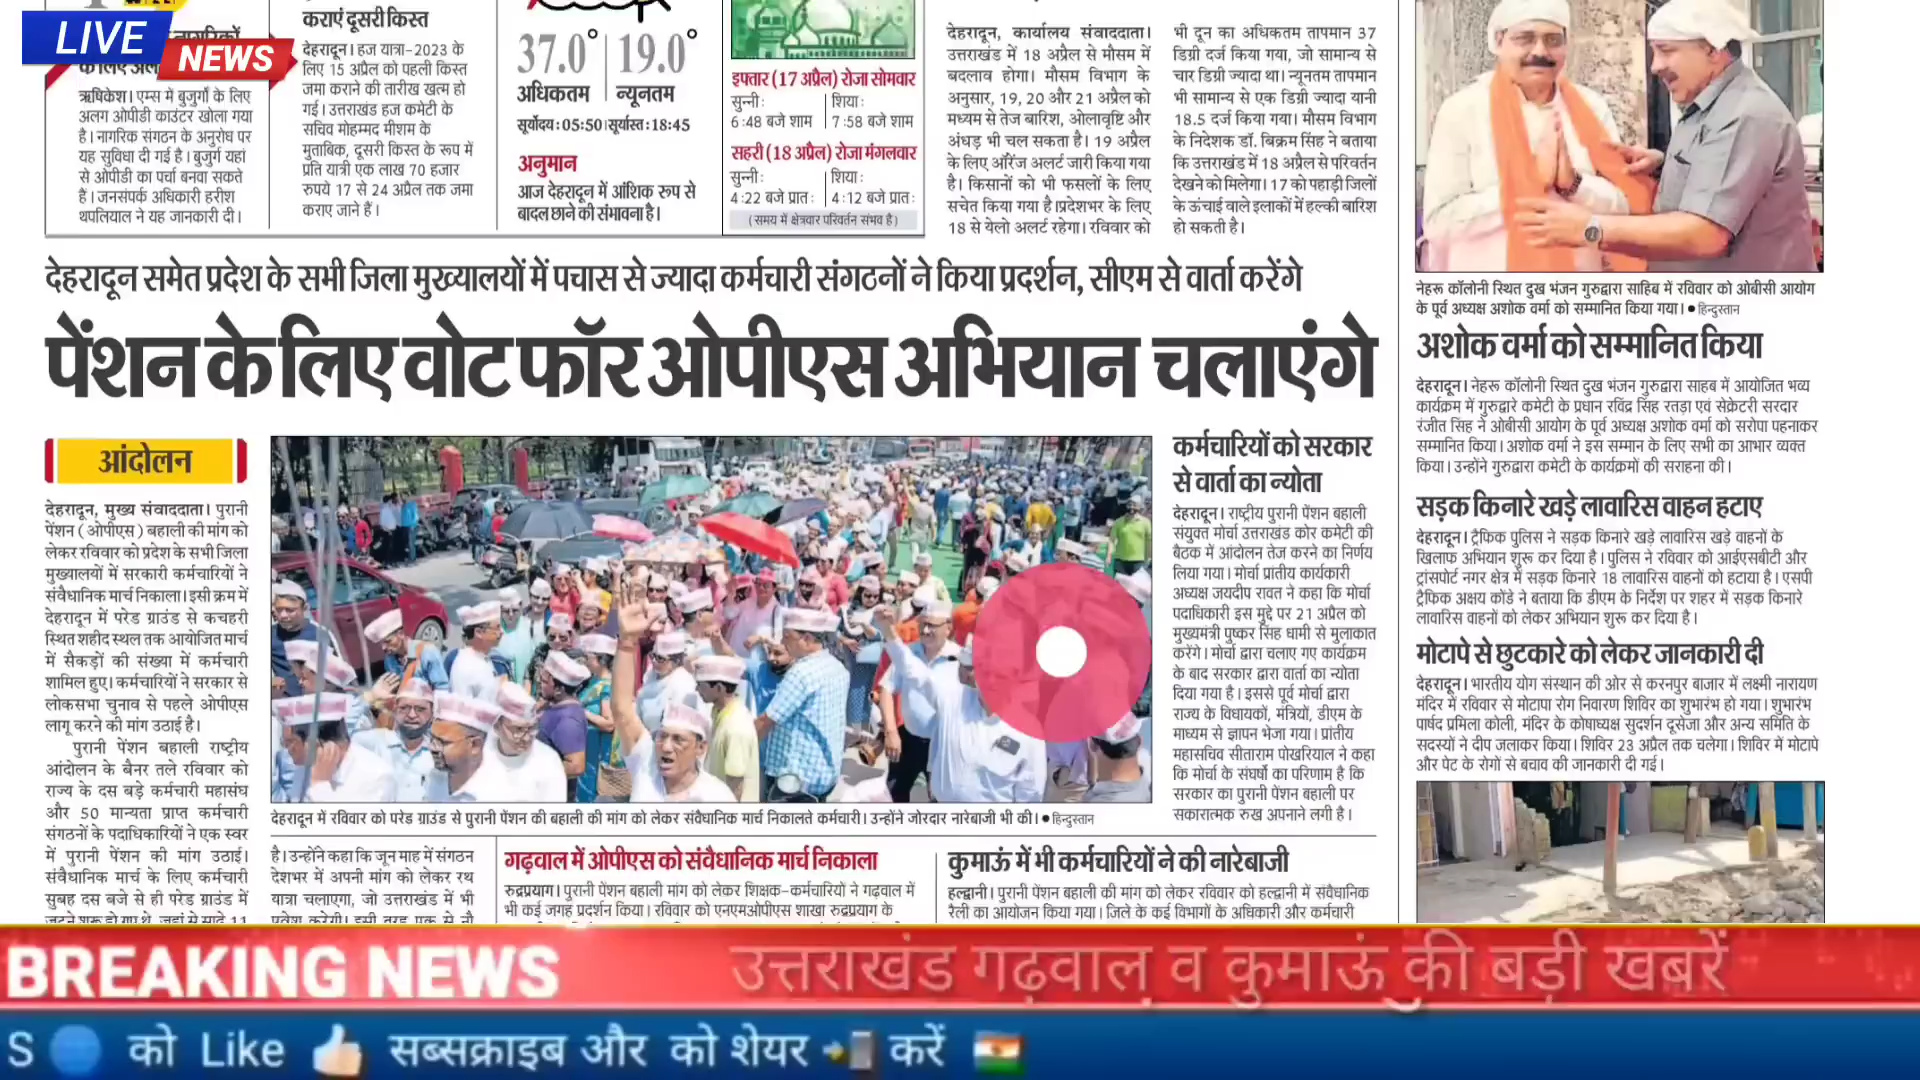 LIVE
NEWS
नागरिकों
के लिए अल
ऋषिकेश। एम्स में बुजुर्गों के लिए
अलग ओपीडी काउंटर खोला गया
है। नागरिक संगठन के अनुरोध पर
यह सुविधा दी गई है। बुजुर्ग यहां
से ओपीडी का पर्चा बनवा सकते
हैं। जनसंपर्क अधिकारी हरीश
थपलियाल ने यह जानकारी दी।
कराएं दूसरी किस्त
देहरादून। हज यात्रा-2023 के
लिए 15 अप्रैल को पहली किस्त
जमा कराने की तारीख खत्म हो
गई। उत्तराखंड हज कमेटी के
सचिव मोहम्मद मीशम के
मुताबिक, दूसरी किस्त के रूप में
प्रति यात्री एक लाख 70 हजार
रुपये 17 से 24 अप्रैल तक जमा
कराए जाने हैं।
37.0° 19.0°
अधिकतम न्यूनतम
सूर्योदय:05:50।सूर्यास्त:18:45
अनुमान
आज देहरादून में आंशिक रूप से
बादल छाने की संभावना है।
इफ्तार (17 अप्रैल) रोजा सोमवार
सुन्नी: शिया:
6:48 बजे शाम 7:58 बजे शाम
सहरी (18 अप्रैल) रोजा मंगलवार
सुन्नी: शिया:
4:22 बजे प्रात: 4:12 बजे प्रात:
(समय में क्षेत्रवार परिवर्तन संभव है)
देहरादून, कार्यालय संवाददाता।
उत्तराखंड में 18 अप्रैल से मौसम में
बदलाव होगा। मौसम विभाग के
अनुसार, 19, 20 और 21 अप्रैल को
मध्यम से तेज बारिश, ओलावृष्टि और
अंधड़ भी चल सकता है। 19 अप्रैल
के लिए ऑरेंज अलर्ट जारी किया गया
है। किसानों को भी फसलों के लिए
सचेत किया गया है।प्रदेशभर के लिए
18 से येलो अलर्ट रहेगा। रविवार को
भी दून का अधिकतम तापमान 37
डिग्री दर्ज किया गया, जो सामान्य से
चार डिग्री ज्यादा था। न्यूनतम तापमान
भी सामान्य से एक डिग्री ज्यादा यानी
18.5 दर्ज किया गया। मौसम विभाग
के निदेशक डॉ. बिक्रम सिंह ने बताया
कि उत्तराखंड में 18 अप्रैल से परिवर्तन
देखने को मिलेगा। 17 को पहाड़ी जिलों
के ऊंचाई वाले इलाकों में हल्की बारिश
हो सकती है।
देहरादून समेत प्रदेश के सभी जिला मुख्यालयों में पचास से ज्यादा कर्मचारी संगठनों ने किया प्रदर्शन, सीएम से वार्ता करेंगे
पेंशन के लिए वोट फॉर ओपीएस अभियान चलाएंगे
आंदोलन
देहरादून, मुख्य संवाददाता। पुरानी
पेंशन (ओपीएस) बहाली की मांग को
लेकर रविवार को प्रदेश के सभी जिला
मुख्यालयों में सरकारी कर्मचारियों ने
संवैधानिक मार्च निकाला। इसी क्रम में
देहरादून में परेड ग्राउंड से कचहरी
स्थित शहीद स्थल तक आयोजित मार्च
में सैकड़ों की संख्या में कर्मचारी
शामिल हुए। कर्मचारियों ने सरकार से
लोकसभा चुनाव से पहले ओपीएस
लागू करने की मांग उठाई है।
पुरानी पेंशन बहाली राष्ट्रीय
आंदोलन के बैनर तले रविवार को
राज्य के दस बड़े कर्मचारी महासंघ
और 50 मान्यता प्राप्त कर्मचारी
संगठनों के पदाधिकारियों ने एक स्वर
में पुरानी पेंशन की मांग उठाई।
संवैधानिक मार्च के लिए कर्मचारी
सुबह दस बजे से ही परेड ग्राउंड में
जुटने शुरू हो गए थे, जहां से साढ़े 11
देहरादून में रविवार को परेड ग्राउंड से पुरानी पेंशन की बहाली की मांग को लेकर संवैधानिक मार्च निकालते कर्मचारी। उन्होंने जोरदार नारेबाजी भी की। ● हिन्दुस्तान
है। उन्होंने कहा कि जून माह में संगठन
देशभर में अपनी मांग को लेकर रथ
यात्रा चलाएगा, जो उत्तराखंड में भी
प्रवेश करेगी। इसी तरह एक से नौ
गढ़वाल में ओपीएस को संवैधानिक मार्च निकाला
रुद्रप्रयाग। पुरानी पेंशन बहाली मांग को लेकर शिक्षक-कर्मचारियों ने गढ़वाल में
भी कई जगह प्रदर्शन किया। रविवार को एनएमओपीएस शाखा रुद्रप्रयाग के
कर्मचारियों को सरकार
से वार्ता का न्योता
देहरादून। राष्ट्रीय पुरानी पेंशन बहाली
संयुक्त मोर्चा उत्तराखंड कोर कमेटी की
बैठक में आंदोलन तेज करने का निर्णय
लिया गया। मोर्चा प्रांतीय कार्यकारी
अध्यक्ष जयदीप रावत ने कहा कि मोर्चा
पदाधिकारी इस मुद्दे पर 21 अप्रैल को
मुख्यमंत्री पुष्कर सिंह धामी से मुलाकात
करेंगे। मोर्चा द्वारा चलाए गए कार्यक्रम
के बाद सरकार द्वारा वार्ता का न्योता
दिया गया है। इससे पूर्व मोर्चा द्वारा
राज्य के विधायकों, मंत्रियों, डीएम के
माध्यम से ज्ञापन भेजा गया। प्रांतीय
महासचिव सीताराम पोखरियाल ने कहा
कि मोर्चा के संघर्षो का परिणाम है कि
सरकार का पुरानी पेंशन बहाली पर
सकारात्मक रुख अपनाने लगी है।
कुमाऊं में भी कर्मचारियों ने की नारेबाजी
हल्द्वानी। पुरानी पेंशन बहाली की मांग को लेकर रविवार को हल्द्वानी में संवैधानिक
रैली का आयोजन किया गया। जिले के कई विभागों के अधिकारी और कर्मचारी
नेहरू कॉलोनी स्थित दुख भंजन गुरुद्वारा साहिब में रविवार को ओबीसी आयोग
के पूर्व अध्यक्ष अशोक वर्मा को सम्मानित किया गया। ● हिन्दुस्तान
अशोक वर्मा को सम्मानित किया
देहरादून। नेहरू कॉलोनी स्थित दुख भंजन गुरुद्वारा साहब में आयोजित भव्य
कार्यक्रम में गुरुद्वारे कमेटी के प्रधान रविंद्र सिंह रतड़ा एवं सेक्रेटरी सरदार
रंजीत सिंह ने ओबीसी आयोग के पूर्व अध्यक्ष अशोक वर्मा को सरोपा पहनाकर
सम्मानित किया। अशोक वर्मा ने इस सम्मान के लिए सभी का आभार व्यक्त
किया। उन्होंने गुरुद्वारा कमेटी के कार्यक्रमों की सराहना की।
सड़क किनारे खड़े लावारिस वाहन हटाए
देहरादून। ट्रैफिक पुलिस ने सड़क किनारे खड़े लावारिस खड़े वाहनों के
खिलाफ अभियान शुरू कर दिया है। पुलिस ने रविवार को आईएसबीटी और
ट्रांसपोर्ट नगर क्षेत्र में सड़क किनारे 18 लावारिस वाहनों को हटाया है। एसपी
ट्रैफिक अक्षय कोंडे ने बताया कि डीएम के निर्देश पर शहर में सड़क किनारे
लावारिस वाहनों को लेकर अभियान शुरू कर दिया है।
मोटापे से छुटकारे को लेकर जानकारी दी
देहरादून। भारतीय योग संस्थान की ओर से करनपुर बाजार में लक्ष्मी नारायण
मंदिर में रविवार से मोटापा रोग निवारण शिविर का शुभारंभ हो गया। शुभारंभ
पार्षद प्रमिला कोली, मंदिर के कोषाध्यक्ष सुदर्शन दूसेजा और अन्य समिति के
सदस्यों ने दीप जलाकर किया। शिविर 23 अप्रैल तक चलेगा। शिविर में मोटापे
और पेट के रोगों से बचाव की जानकारी दी गई।
BREAKING NEWS उत्तराखंड गढ़वाल व कुमाऊं की बड़ी खबरें
S 🔵 को Like 👍 सब्सक्राइब और को शेयर 📲 करें 🇮🇳